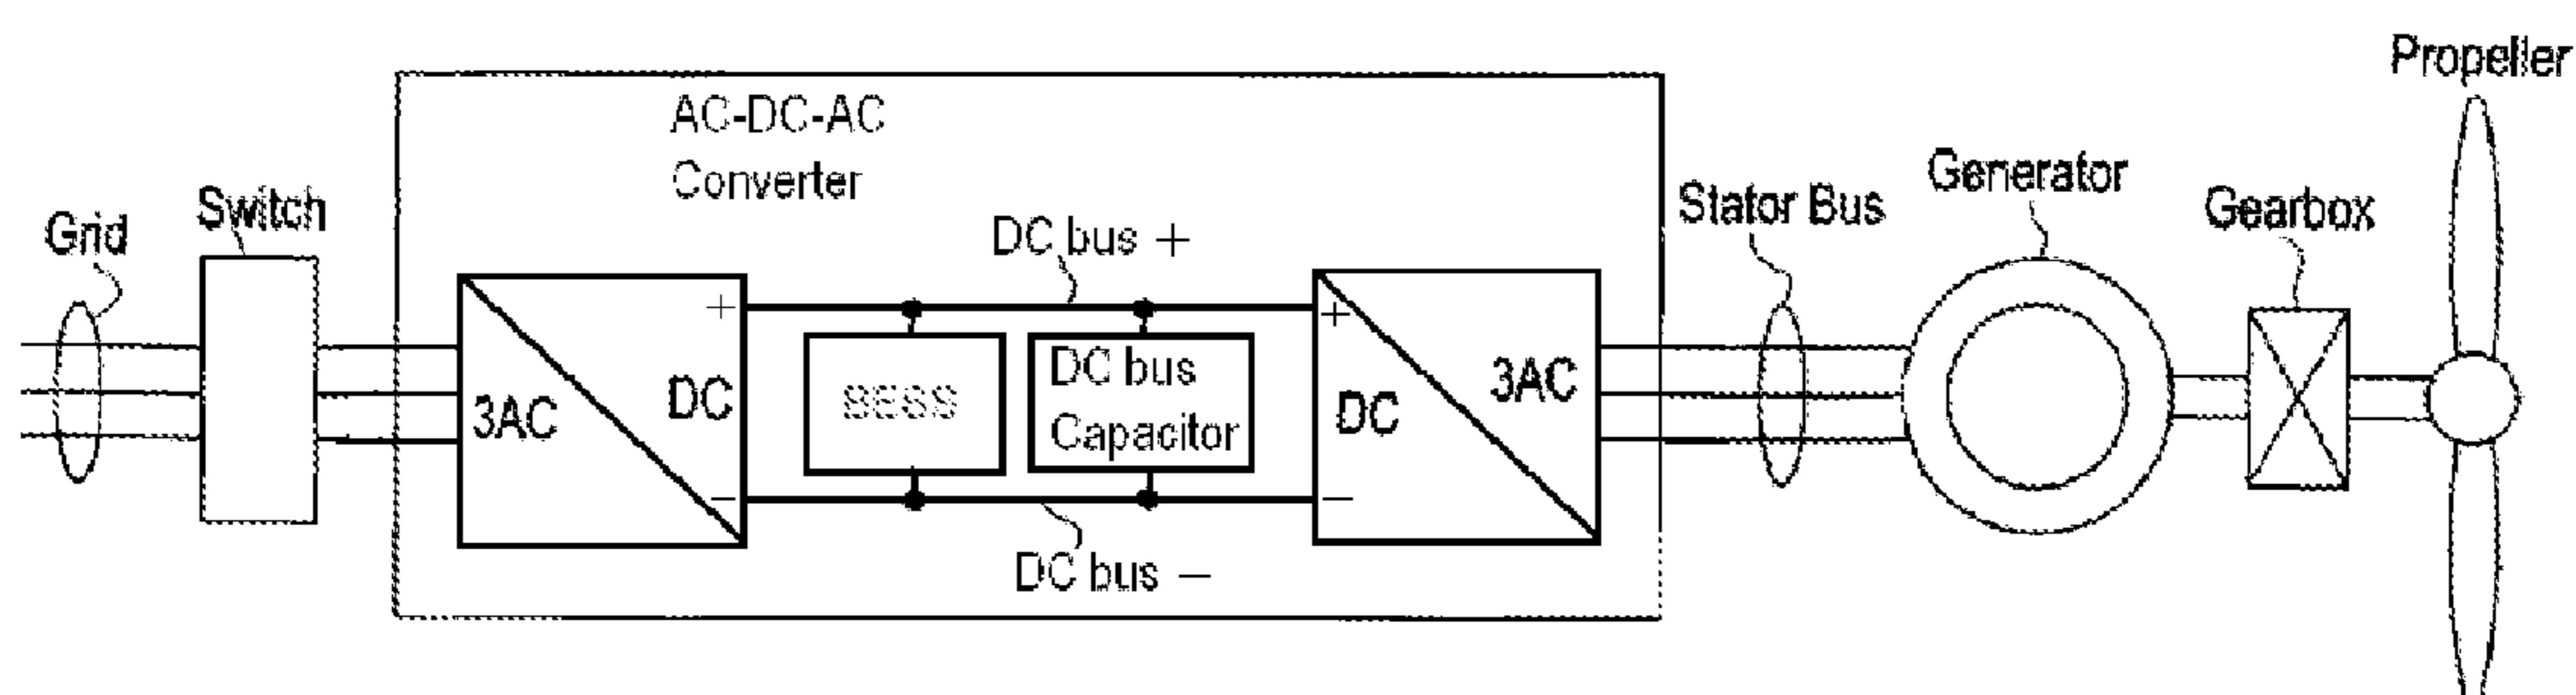 Propeller
AC-DC-AC
Converter
Generator
Stator Bus
Switch
Gearbox
Grid
DC bus +
+
+
DC bus
3AC
DC
BESS
Capacitor
DC
3AC
−
−
DC bus −